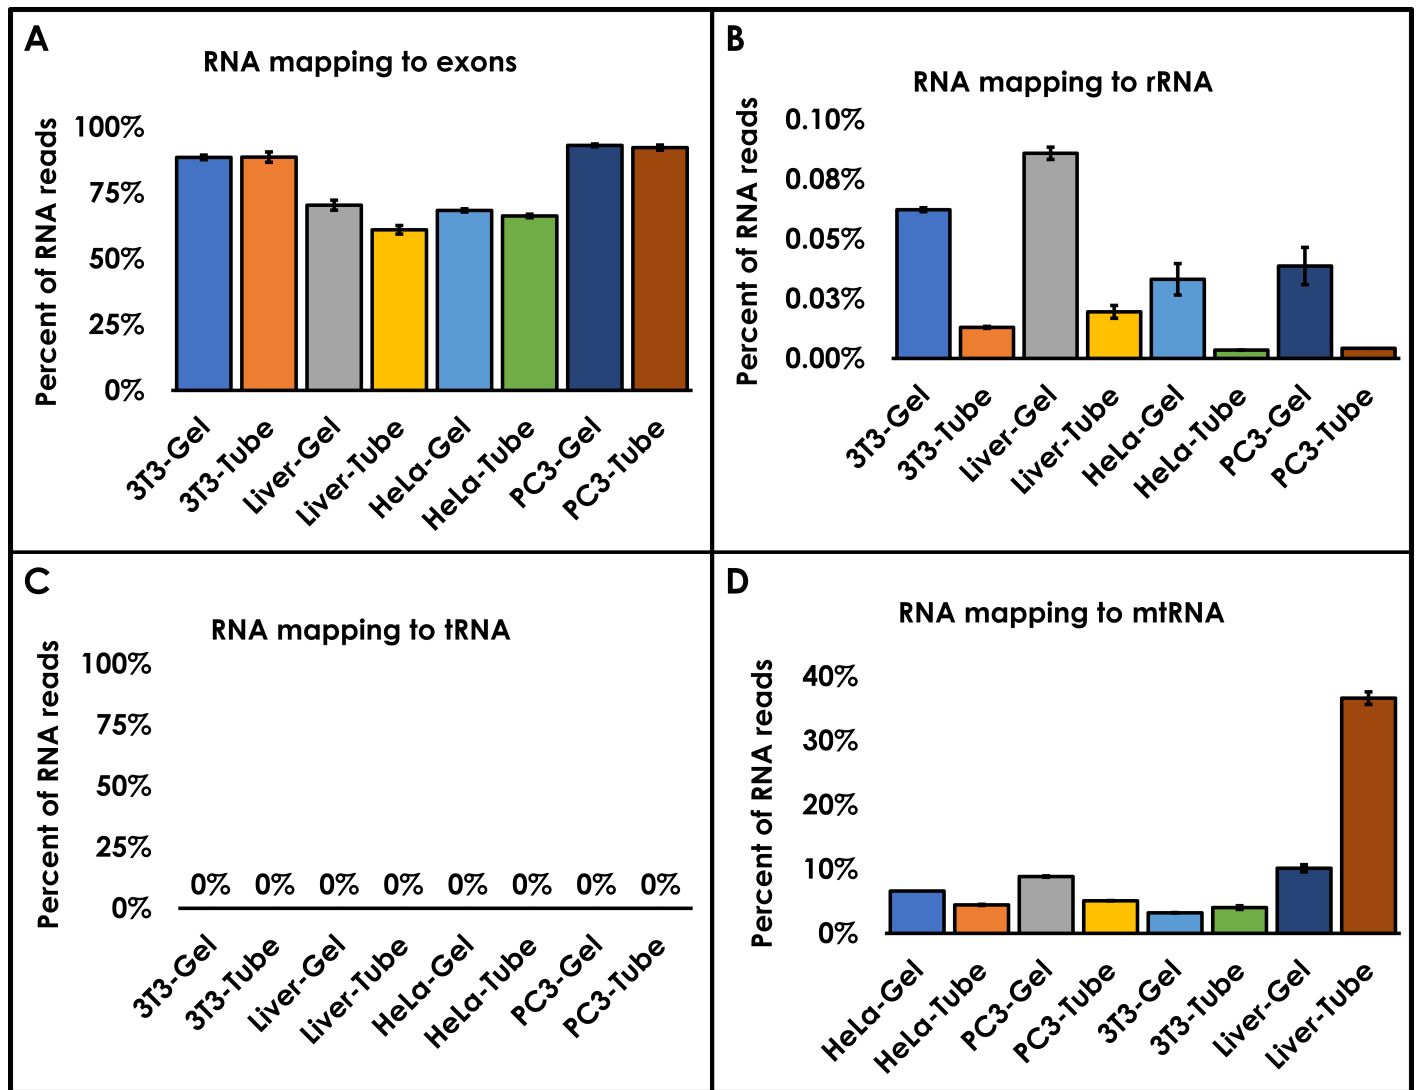 A
RNA mapping to exons
Percent of RNA reads
100%
75%
50%
25%
0%
3T3-Gel
3T3-Tube
Liver-Gel
Liver-Tube
HeLa-Gel
HeLa-Tube
PC3-Gel
PC3-Tube
B
RNA mapping to rRNA
Percent of RNA reads
0.10%
0.08%
0.05%
0.03%
0.00%
3T3-Gel
3T3-Tube
Liver-Gel
Liver-Tube
HeLa-Gel
HeLa-Tube
PC3-Gel
PC3-Tube
C
RNA mapping to tRNA
Percent of RNA reads
100%
75%
50%
25%
0%
0% 0% 0% 0% 0% 0% 0% 0%
3T3-Gel
3T3-Tube
Liver-Gel
Liver-Tube
HeLa-Gel
HeLa-Tube
PC3-Gel
PC3-Tube
D
RNA mapping to mtRNA
Percent of RNA reads
40%
30%
20%
10%
0%
HeLa-Gel
HeLa-Tube
PC3-Gel
PC3-Tube
3T3-Gel
3T3-Tube
Liver-Gel
Liver-Tube